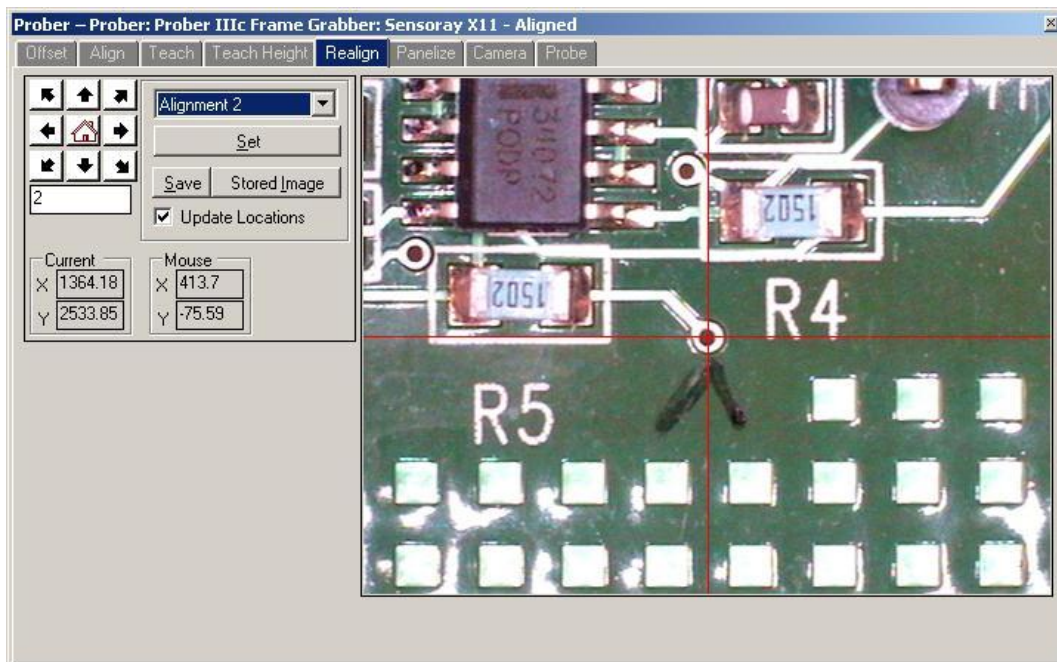 Prober – Prober: Prober IIIc Frame Grabber: Sensoray X11 - Aligned
Offset Align Teach Teach Height Realign Panelize Camera Probe
Alignment 2
Set
Save Stored Image
2
Update Locations
Current
X 1364.18
Y 2533.85
Mouse
X 413.7
Y -75.59
1502
1502
R4
R5